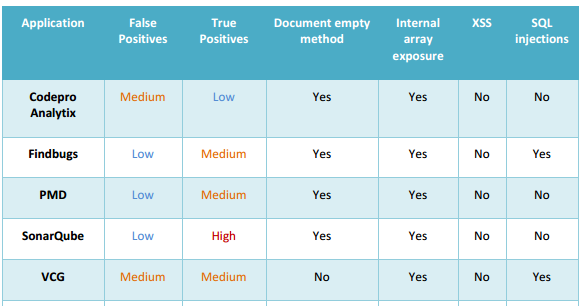 Application False Positives True Positives Document empty method Internal array exposure XSS SQL injections
Codepro Analytix Medium Low Yes Yes No No
Findbugs Low Medium Yes Yes No Yes
PMD Low Medium Yes Yes No No
SonarQube Low High Yes Yes No No
VCG Medium Medium No Yes No Yes